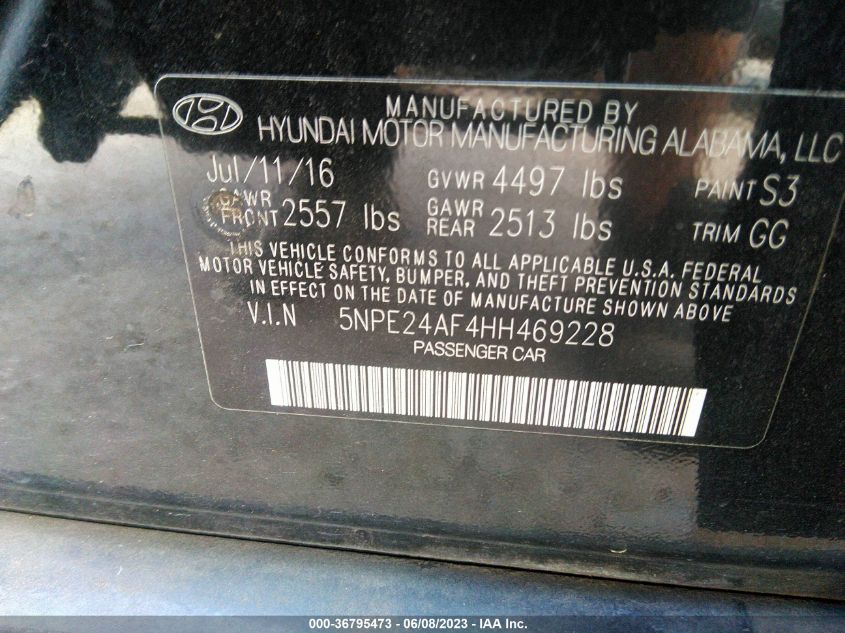 MANUFACTURED BY
HYUNDAI MOTOR MANUFACTURING ALABAMA, LLC
Jul/11/16 GVWR 4497 lbs PAINT S3
GAWR FRONT 2557 lbs GAWR REAR 2513 lbs TRIM GG
THIS VEHICLE CONFORMS TO ALL APPLICABLE U.S.A. FEDERAL
MOTOR VEHICLE SAFETY, BUMPER, AND THEFT PREVENTION STANDARDS
IN EFFECT ON THE DATE OF MANUFACTURE SHOWN ABOVE
V.I.N 5NPE24AF4HH469228
PASSENGER CAR
000-36795473 - 06/08/2023 - IAA Inc.